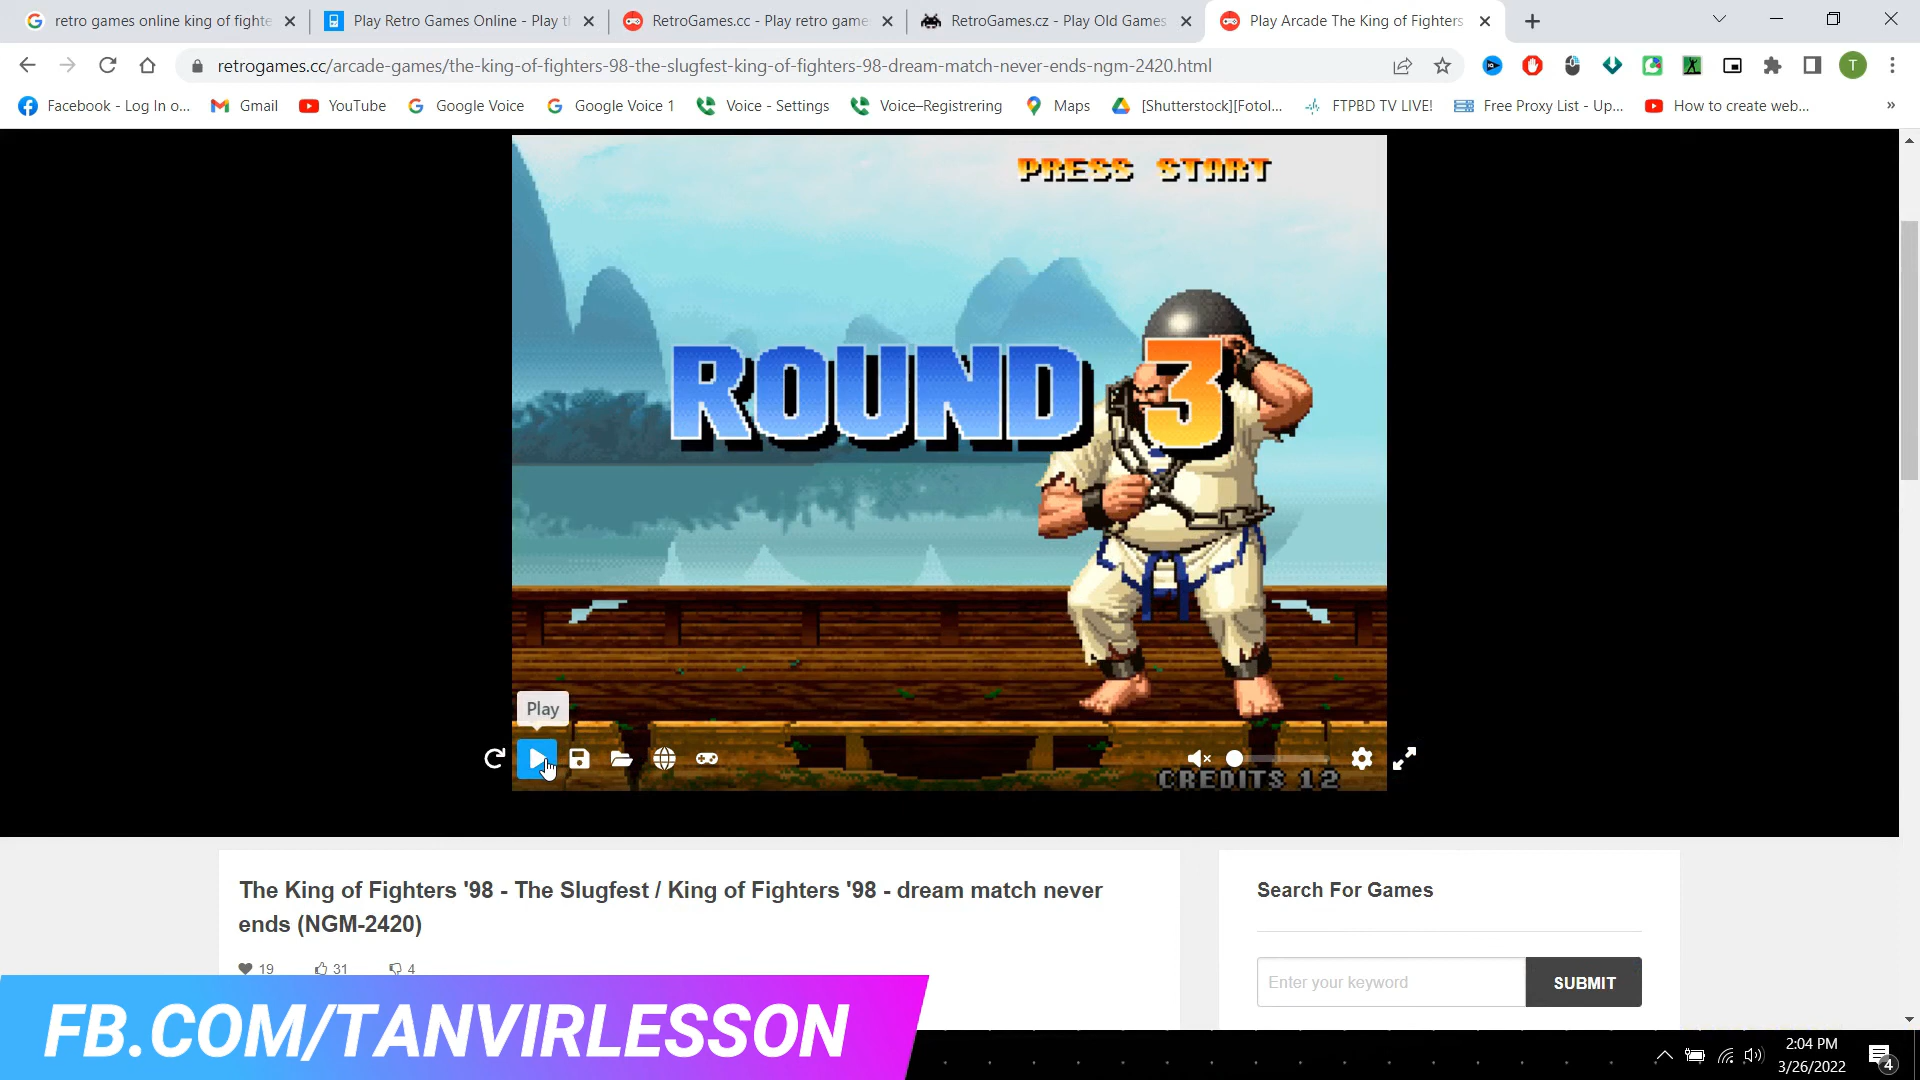 retro games online king of fighte
Play Retro Games Online - Play t
RetroGames.cc - Play retro game
RetroGames.cz - Play Old Games
Play Arcade The King of Fighters
retrogames.cc/arcade-games/the-king-of-fighters-98-the-slugfest-king-of-fighters-98-dream-match-never-ends-ngm-2420.html
T
Facebook - Log In o...
Gmail
YouTube
Google Voice
Google Voice 1
Voice - Settings
Voice–Registrering
Maps
[Shutterstock][Fotol...
FTPBD TV LIVE!
Free Proxy List - Up...
How to create web...
»
PRESS START
ROUND 3
Play
CREDITS 12
The King of Fighters '98 - The Slugfest / King of Fighters '98 - dream match never
ends (NGM-2420)
19
31
4
Search For Games
Enter your keyword
SUBMIT
FB.COM/TANVIRLESSON
2:04 PM
3/26/2022
4